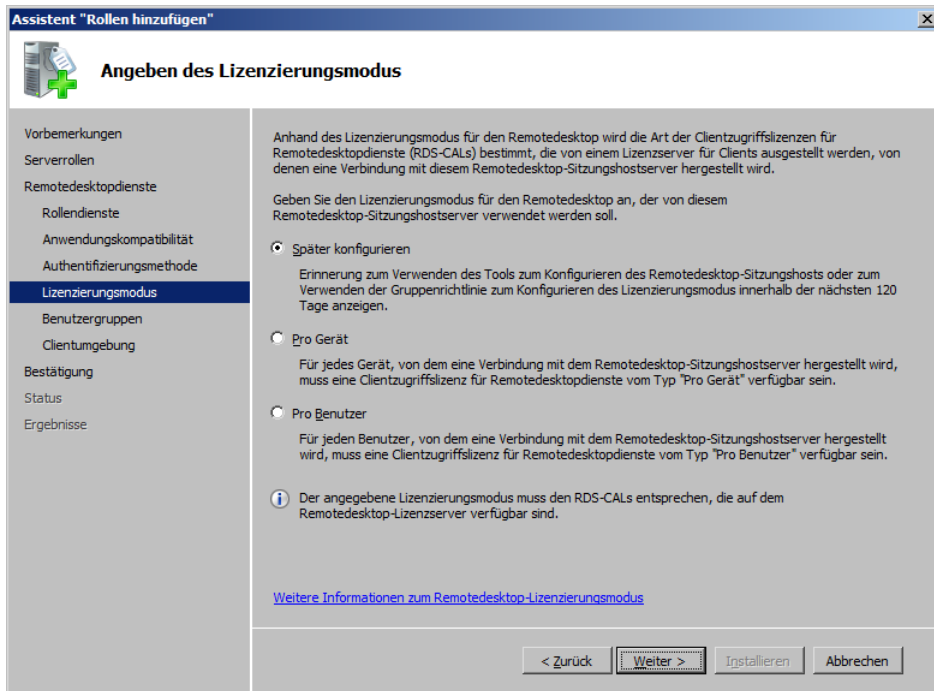 Assistent "Rollen hinzufügen"
Angeben des Lizenzierungsmodus
Vorbemerkungen
Serverrollen
Remotedesktopdienste
Rollendienste
Anwendungskompatibilität
Authentifizierungsmethode
Lizenzierungsmodus
Benutzergruppen
Clientumgebung
Bestätigung
Status
Ergebnisse
Anhand des Lizenzierungsmodus für den Remotedesktop wird die Art der Clientzugriffslizenzen für
Remotedesktopdienste (RDS-CALs) bestimmt, die von einem Lizenzserver für Clients ausgestellt werden, von
denen eine Verbindung mit diesem Remotedesktop-Sitzungshostserver hergestellt wird.
Geben Sie den Lizenzierungsmodus für den Remotedesktop an, der von diesem
Remotedesktop-Sitzungshostserver verwendet werden soll.
Später konfigurieren
Erinnerung zum Verwenden des Tools zum Konfigurieren des Remotedesktop-Sitzungshosts oder zum
Verwenden der Gruppenrichtlinie zum Konfigurieren des Lizenzierungsmodus innerhalb der nächsten 120
Tage anzeigen.
Pro Gerät
Für jedes Gerät, von dem eine Verbindung mit dem Remotedesktop-Sitzungshostserver hergestellt wird,
muss eine Clientzugriffslizenz für Remotedesktopdienste vom Typ "Pro Gerät" verfügbar sein.
Pro Benutzer
Für jeden Benutzer, von dem eine Verbindung mit dem Remotedesktop-Sitzungshostserver hergestellt
wird, muss eine Clientzugriffslizenz für Remotedesktopdienste vom Typ "Pro Benutzer" verfügbar sein.
Der angegebene Lizenzierungsmodus muss den RDS-CALs entsprechen, die auf dem
Remotedesktop-Lizenzserver verfügbar sind.
Weitere Informationen zum Remotedesktop-Lizenzierungsmodus
< Zurück
Weiter >
Installieren
Abbrechen